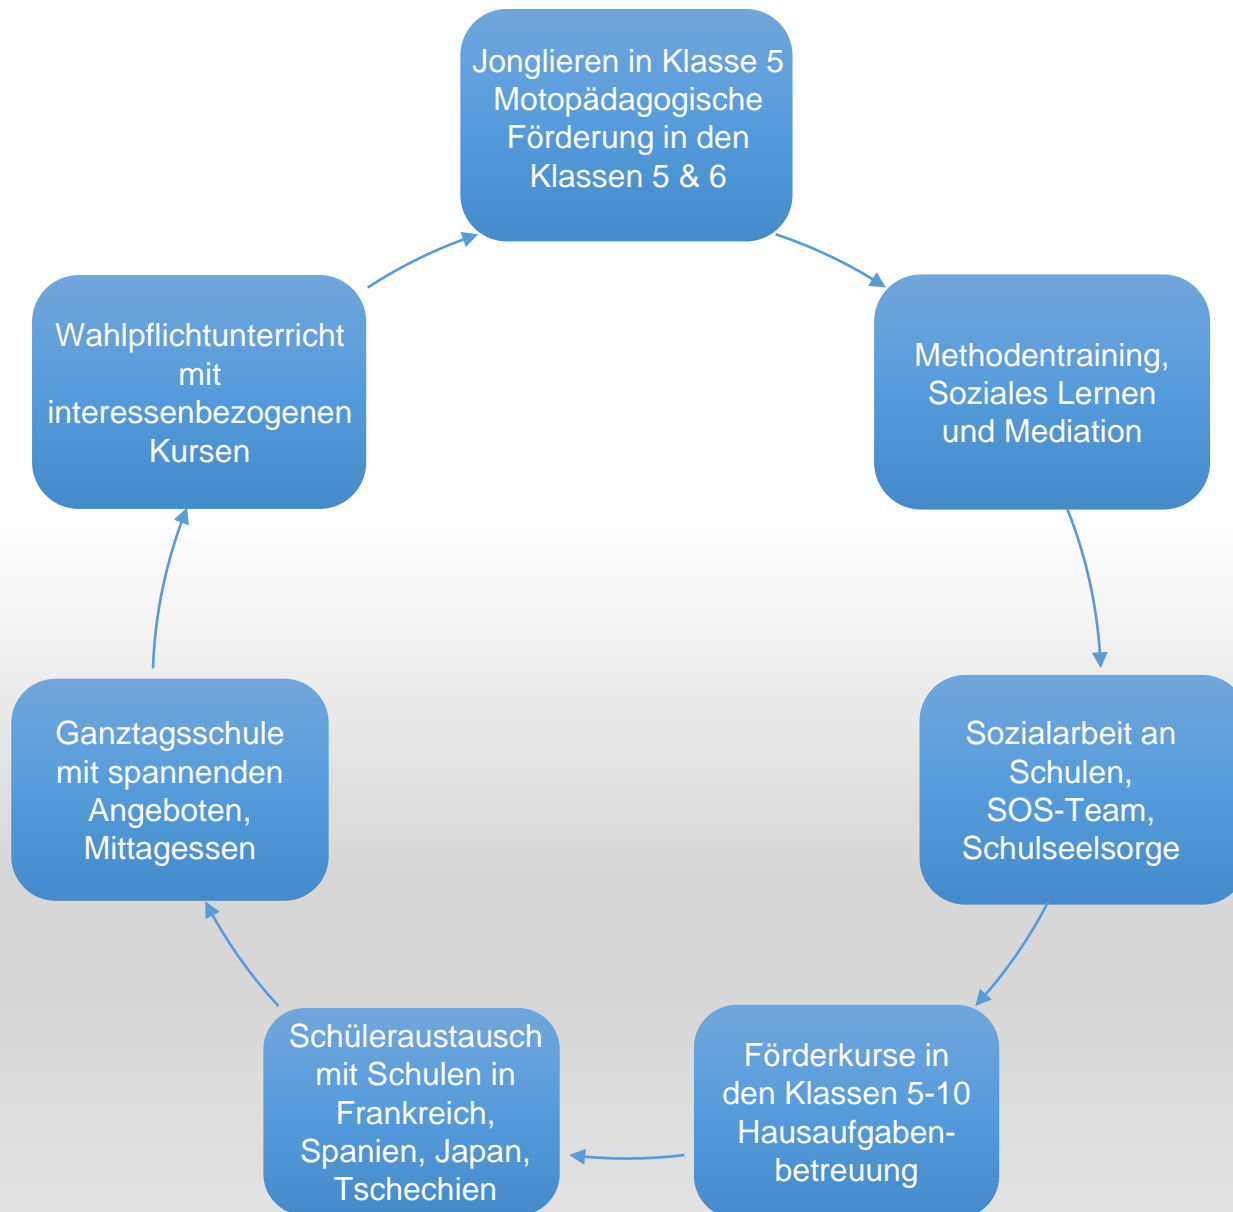 Jonglieren in Klasse 5
Motopädagogische
Förderung in den
Klassen 5 & 6
Methodentraining,
Soziales Lernen
und Mediation
Sozialarbeit an
Schulen,
SOS-Team,
Schulseelsorge
Förderkurse in
den Klassen 5-10
Hausaufgaben-
betreuung
Schüleraustausch
mit Schulen in
Frankreich,
Spanien, Japan,
Tschechien
Ganztagsschule
mit spannenden
Angeboten,
Mittagessen
Wahlpflichtunterricht
mit
interessenbezogenen
Kursen